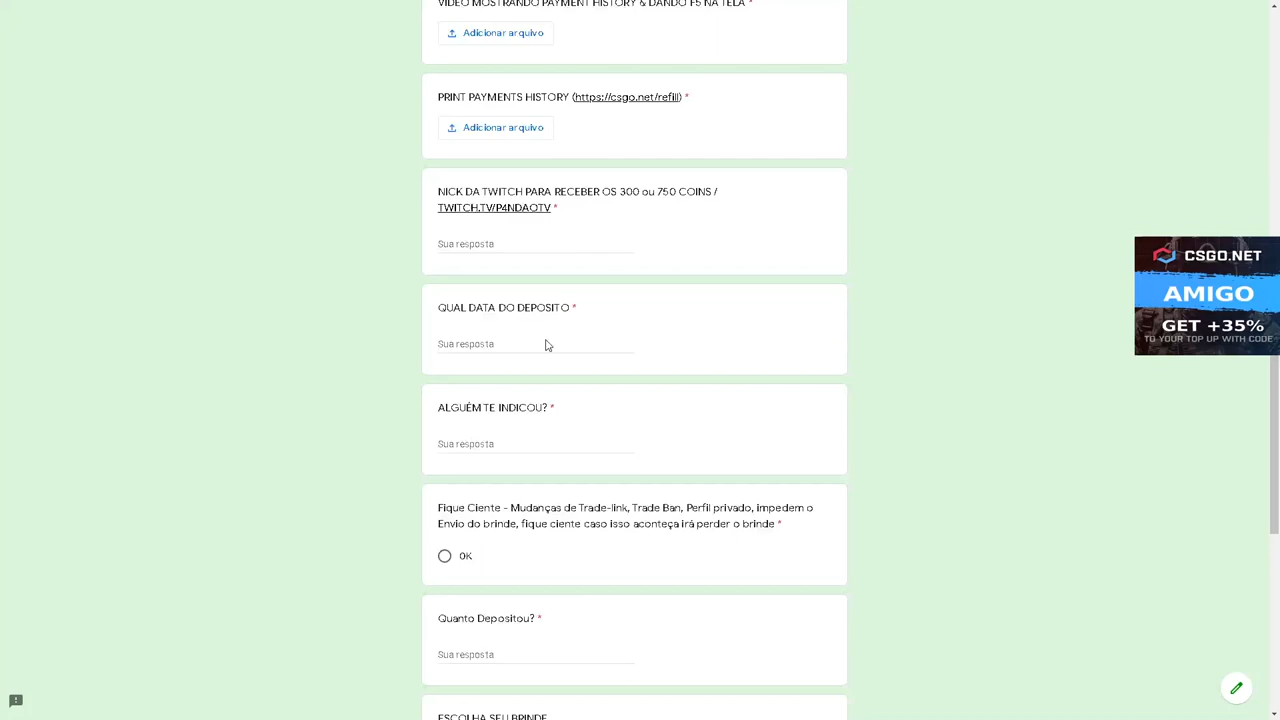 VÍDEO MOSTRANDO PAYMENT HISTORY & DANDO F5 NA TELA *
Adicionar arquivo
PRINT PAYMENTS HISTORY (https://csgo.net/refill) *
Adicionar arquivo
NICK DA TWITCH PARA RECEBER OS 300 ou 750 COINS /
TWITCH.TV/P4NDAOTV *
Sua resposta
QUAL DATA DO DEPOSITO *
Sua resposta
ALGUÉM TE INDICOU? *
Sua resposta
Fique Ciente - Mudanças de Trade-link, Trade Ban, Perfil privado, impedem o
Envio do brinde, fique ciente caso isso aconteça irá perder o brinde *
OK
Quanto Depositou? *
Sua resposta
ESCOLHA SEU BRINDE
CSGO.NET
AMIGO
GET +35%
TO YOUR TOP UP WITH CODE